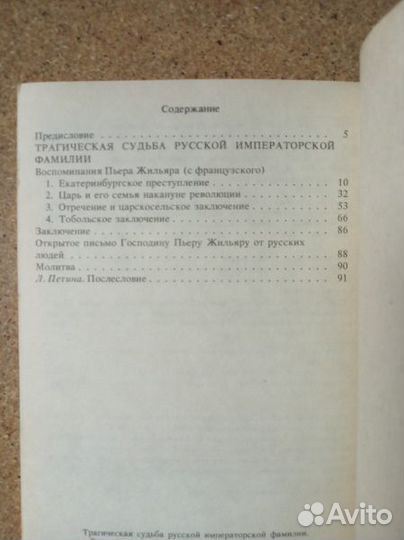 Содержание
Предисловие 5
ТРАГИЧЕСКАЯ СУДЬБА РУССКОЙ ИМПЕРАТОРСКОЙ
ФАМИЛИИ
Воспоминания Пьера Жильяра (с французского)
1. Екатеринбургское преступление 10
2. Царь и его семья накануне революции 32
3. Отречение и царскосельское заключение 53
4. Тобольское заключение 66
Заключение 86
Открытое письмо Господину Пьеру Жильяру от русских
людей 88
Молитва 90
Л. Петина. Послесловие 91
Трагическая судьба русской императорской фамилии.
Avito